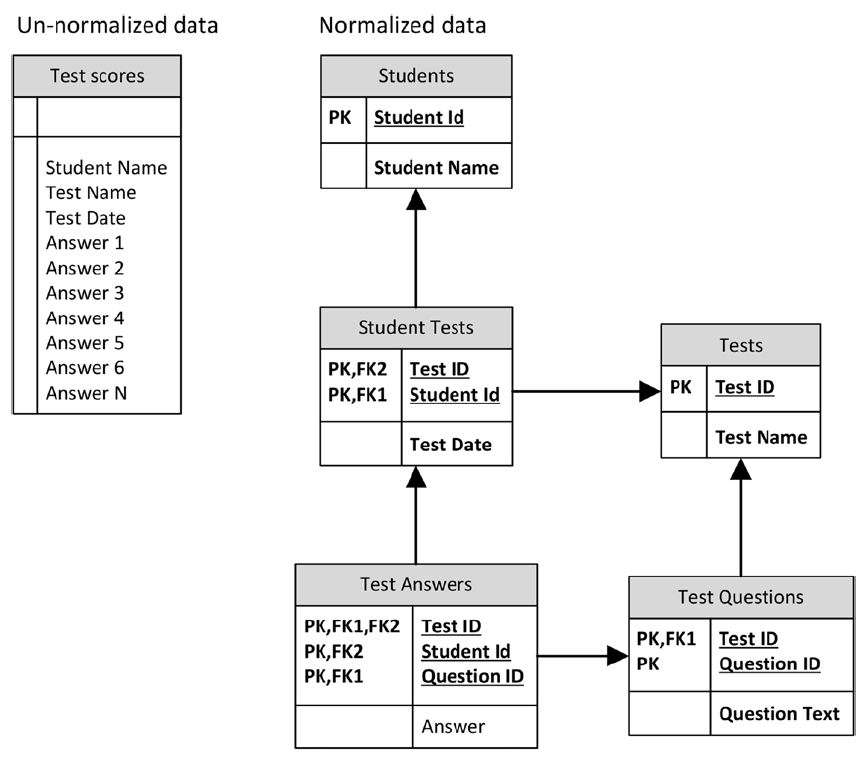 Un-normalized data
Test scores
Student Name
Test Name
Test Date
Answer 1
Answer 2
Answer 3
Answer 4
Answer 5
Answer 6
Answer N
Normalized data
Students
PK Student Id
Student Name
Student Tests
PK,FK2 Test ID
PK,FK1 Student Id
Test Date
Tests
PK Test ID
Test Name
Test Answers
PK,FK1,FK2 Test ID
PK,FK2 Student Id
PK,FK1 Question ID
Answer
Test Questions
PK,FK1 Test ID
PK Question ID
Question Text